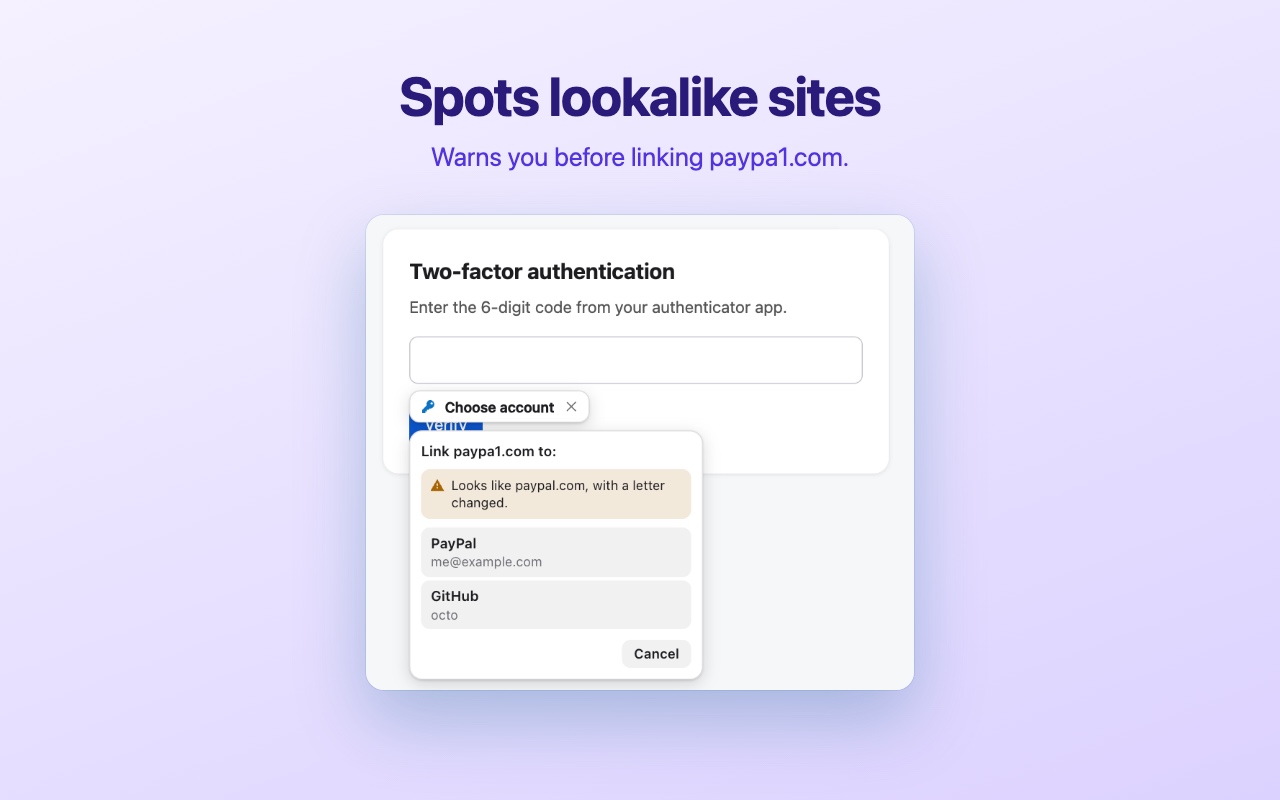 Spots lookalike sites
Warns you before linking paypa1.com.
Two-factor authentication
Enter the 6-digit code from your authenticator app.
Choose account
Verify
Link paypa1.com to:
Looks like paypal.com, with a letter
changed.
PayPal
me@example.com
GitHub
octo
Cancel